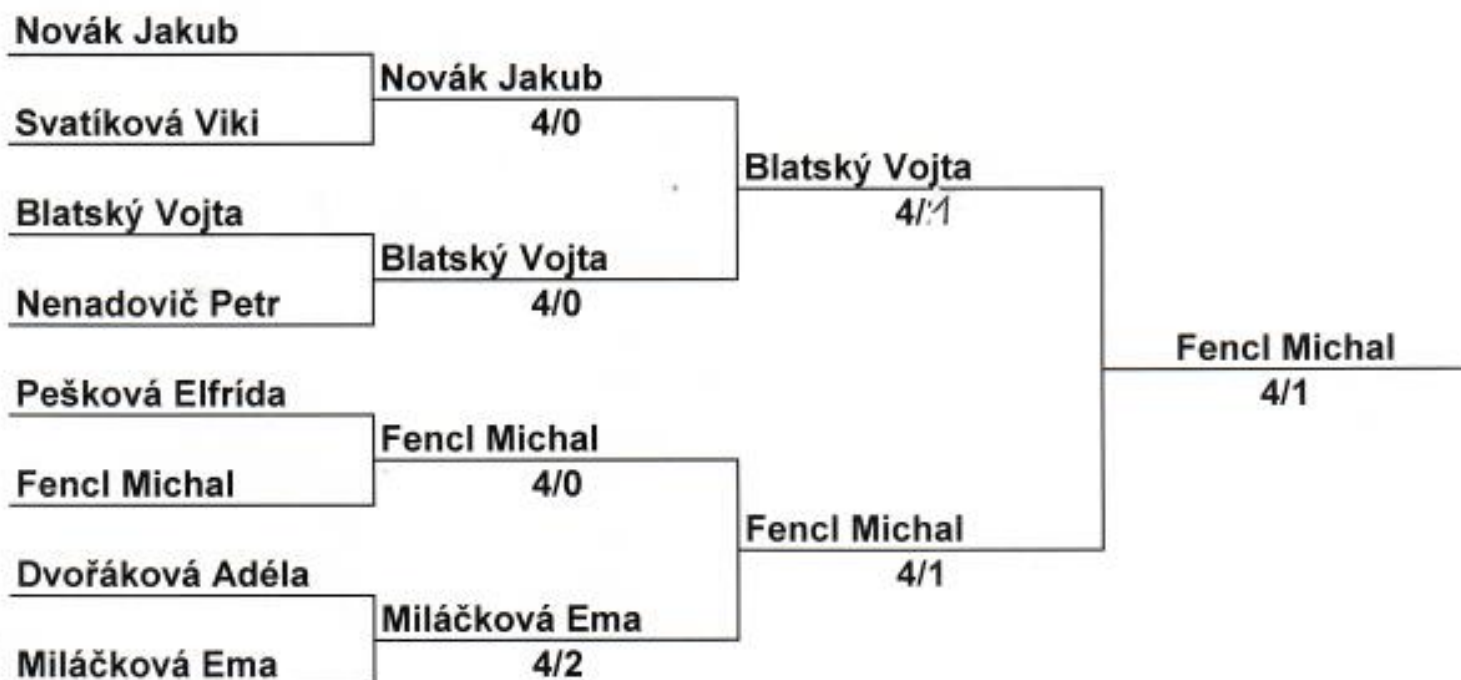 Novák Jakub
Svatíková Viki
Blatský Vojta
Nenadovič Petr
Pešková Elfrída
Fencl Michal
Dvořáková Adéla
Miláčková Ema
Novák Jakub
4/0
Blatský Vojta
4/0
Fencl Michal
4/0
Miláčková Ema
4/2
Blatský Vojta
4/1
Fencl Michal
4/1
Fencl Michal
4/1